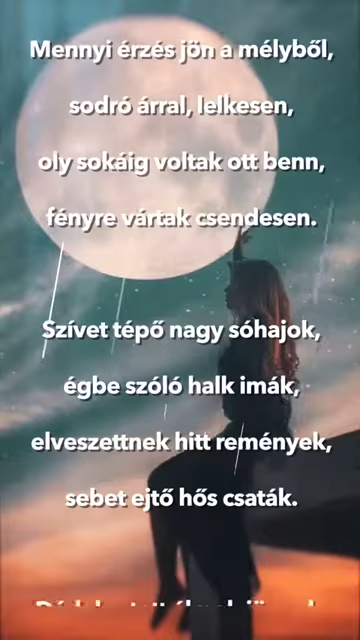 Mennyi érzés jön a mélyből,
sodró árral, lelkesen,
oly sokáig voltak ott benn,
fényre vártak csendesen.
Szívet tépő nagy sóhajok,
égbe szóló halk imák,
elveszettnek hitt remények,
sebet ejtő hős csaták.